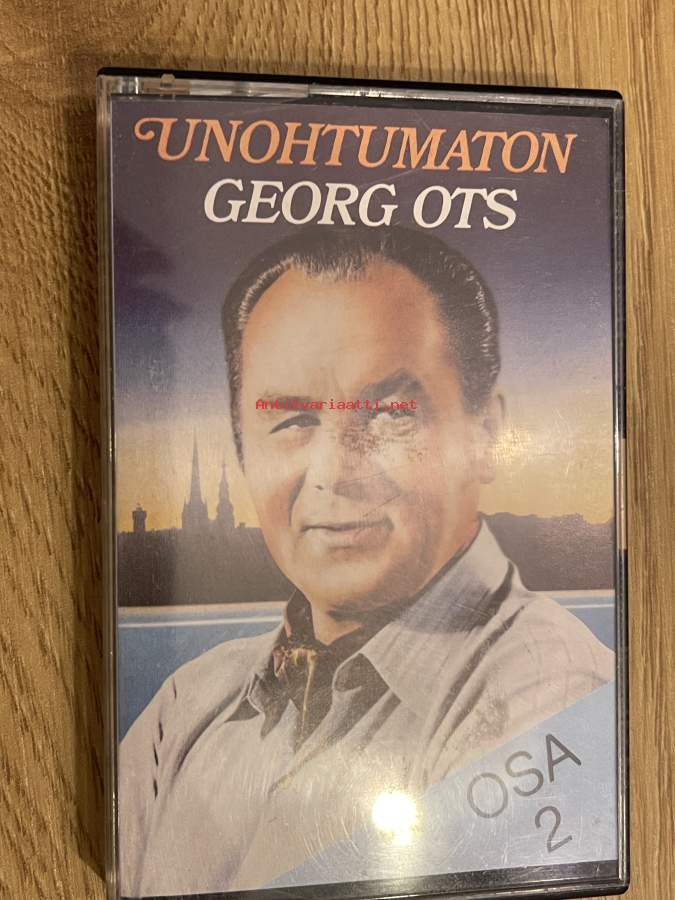 UNOHTUMATON
GEORG OTS
Antikvariaatti.net
OSA
2